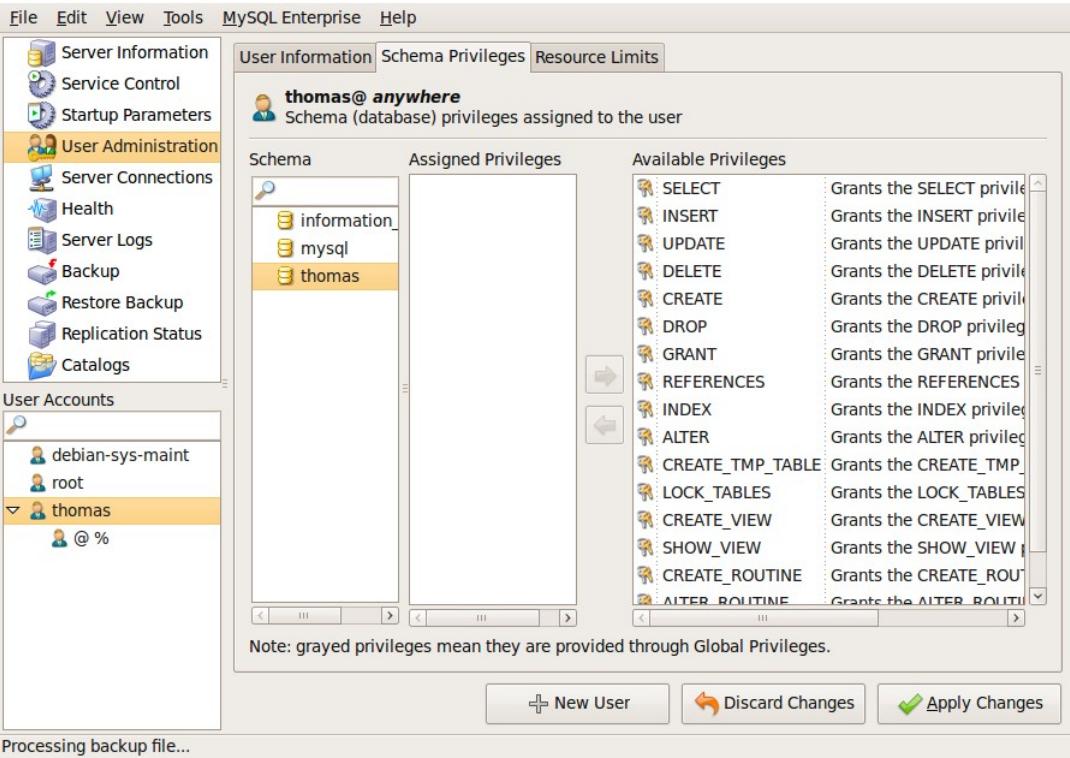 File Edit View Tools MySQL Enterprise Help
Server Information
Service Control
Startup Parameters
User Administration
Server Connections
Health
Server Logs
Backup
Restore Backup
Replication Status
Catalogs
User Accounts
debian-sys-maint
root
thomas
@ %
User Information Schema Privileges Resource Limits
thomas@ anywhere
Schema (database) privileges assigned to the user
Schema Assigned Privileges Available Privileges
information_
mysql
thomas
SELECT Grants the SELECT privile
INSERT Grants the INSERT privile
UPDATE Grants the UPDATE privil
DELETE Grants the DELETE privile
CREATE Grants the CREATE privil
DROP Grants the DROP privileg
GRANT Grants the GRANT privile
REFERENCES Grants the REFERENCES
INDEX Grants the INDEX privileg
ALTER Grants the ALTER privileg
CREATE_TMP_TABLE Grants the CREATE_TMP_
LOCK_TABLES Grants the LOCK_TABLES
CREATE_VIEW Grants the CREATE_VIEW
SHOW_VIEW Grants the SHOW_VIEW p
CREATE_ROUTINE Grants the CREATE_ROUT
ALTER_ROUTINE Grants the ALTER_ROUTI
Note: grayed privileges mean they are provided through Global Privileges.
New User Discard Changes Apply Changes
Processing backup file...